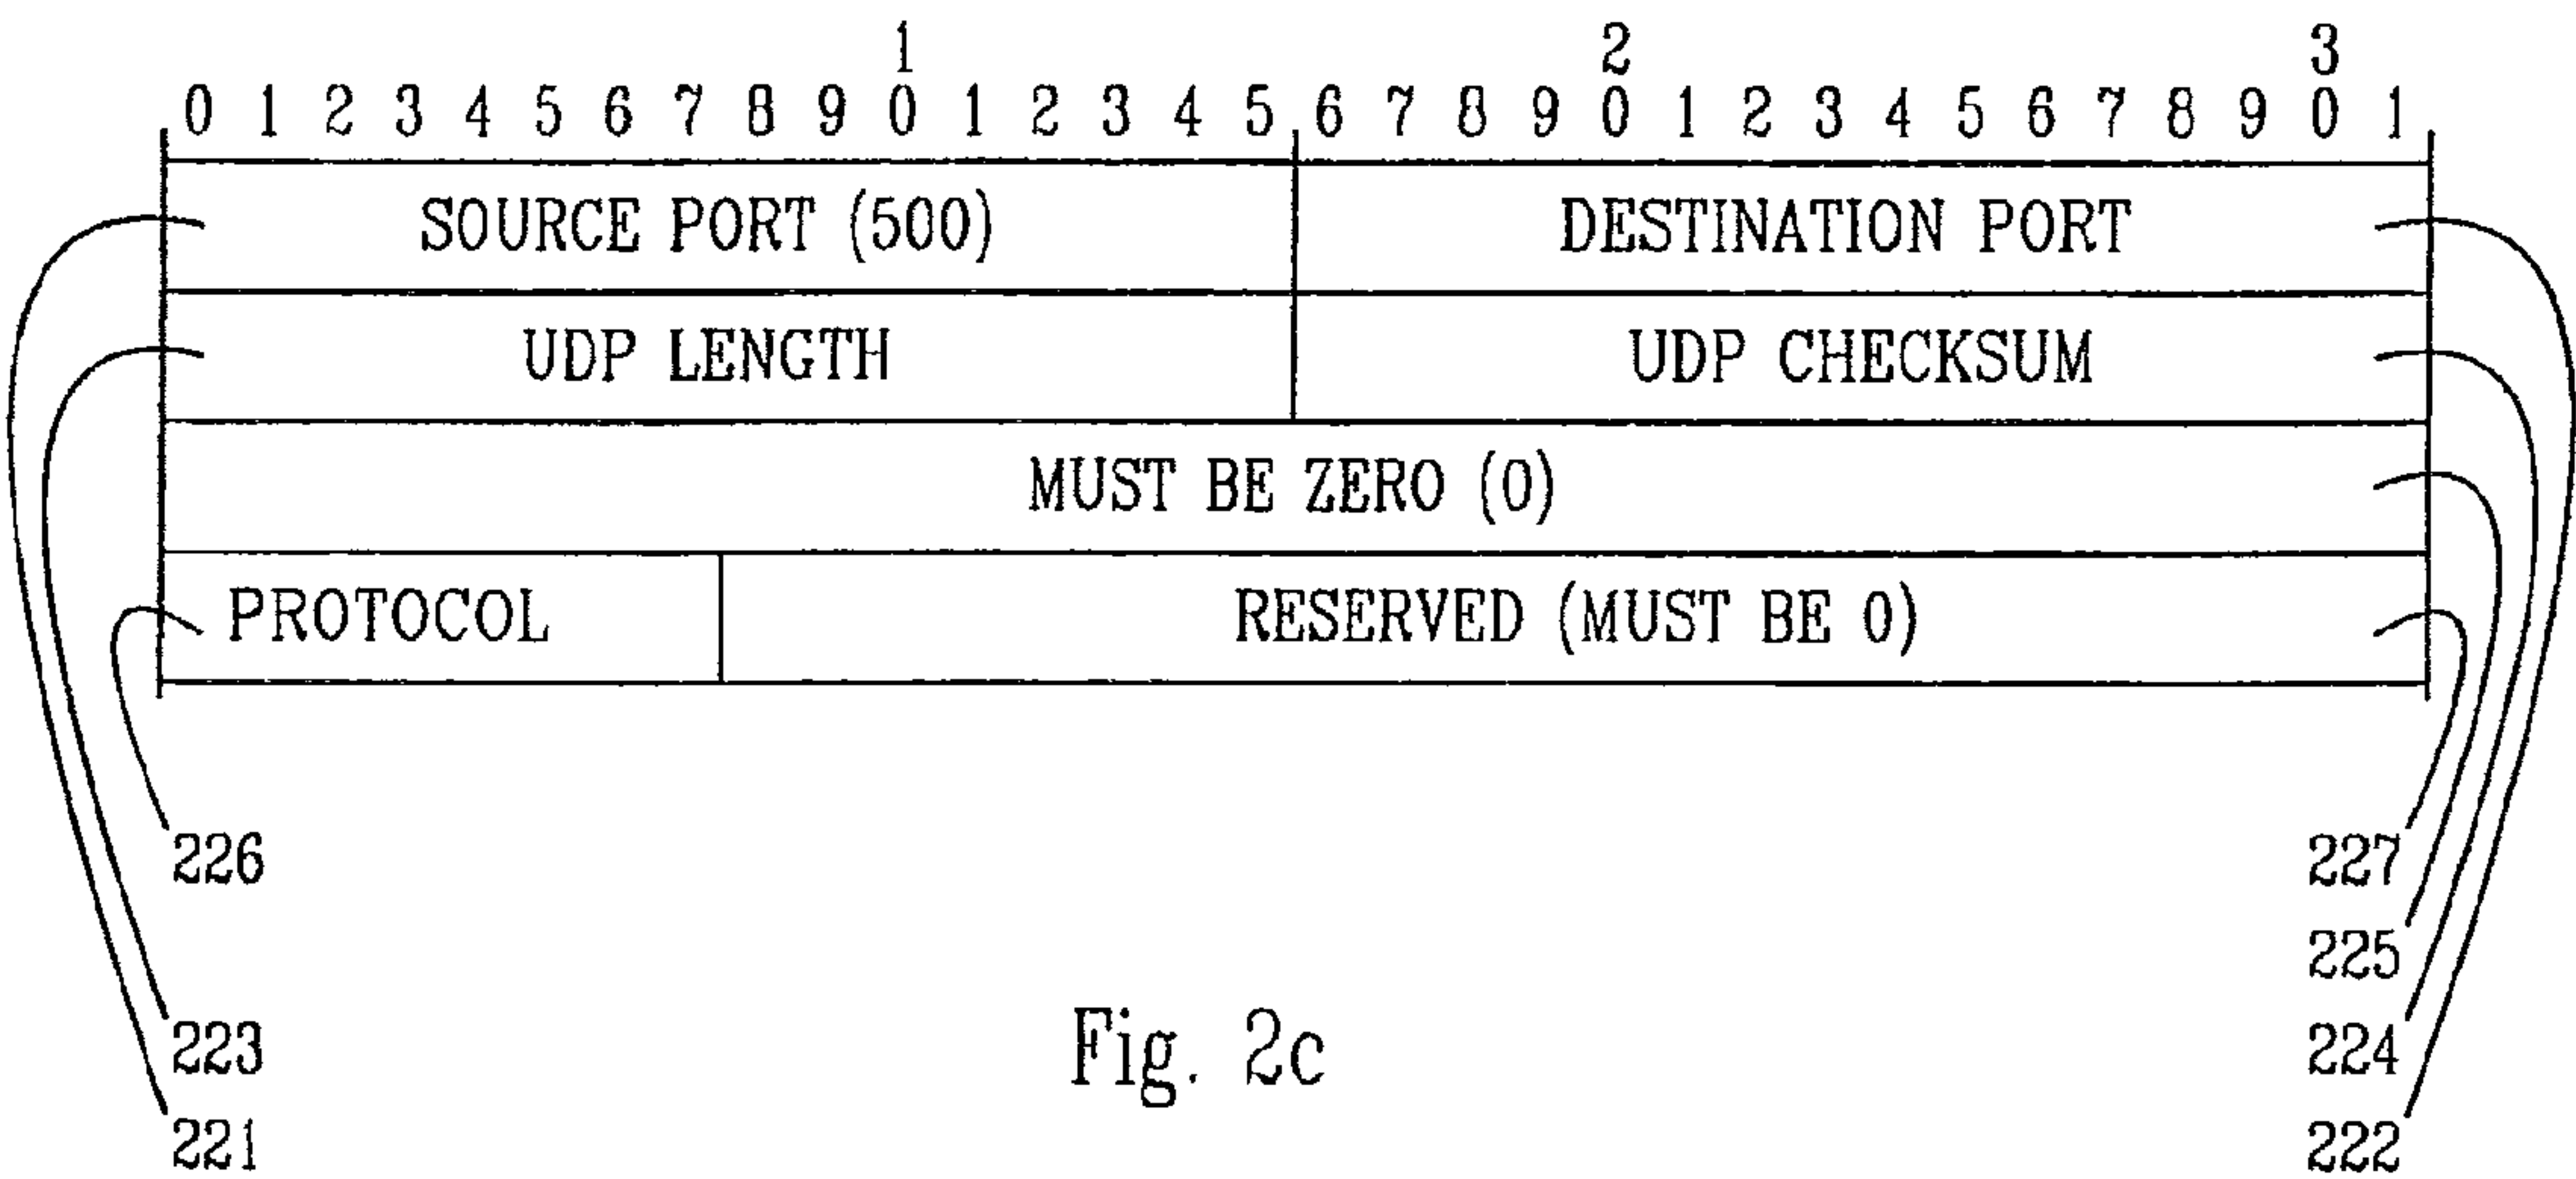 1 2 3
0 1 2 3 4 5 6 7 8 9 0 1 2 3 4 5 6 7 8 9 0 1 2 3 4 5 6 7 8 9 0 1
SOURCE PORT (500) DESTINATION PORT
UDP LENGTH UDP CHECKSUM
MUST BE ZERO (0)
PROTOCOL RESERVED (MUST BE 0)
226 227
225
223 224
221 222
Fig. 2c